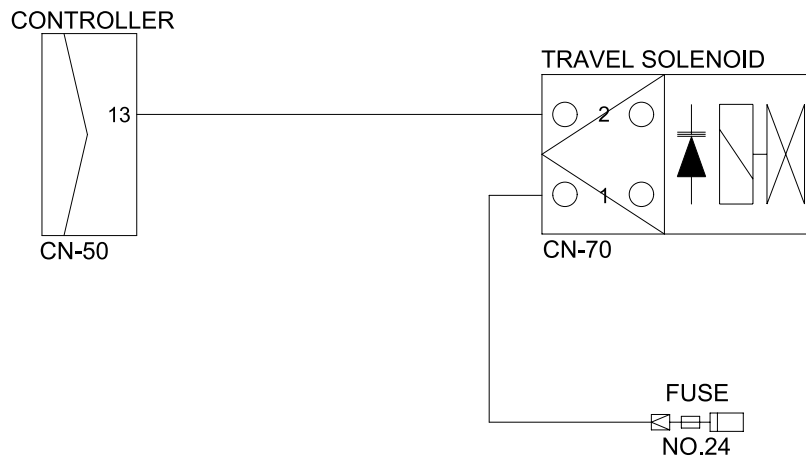 CONTROLLER
TRAVEL SOLENOID
13
2
1
CN-50
CN-70
FUSE
NO.24